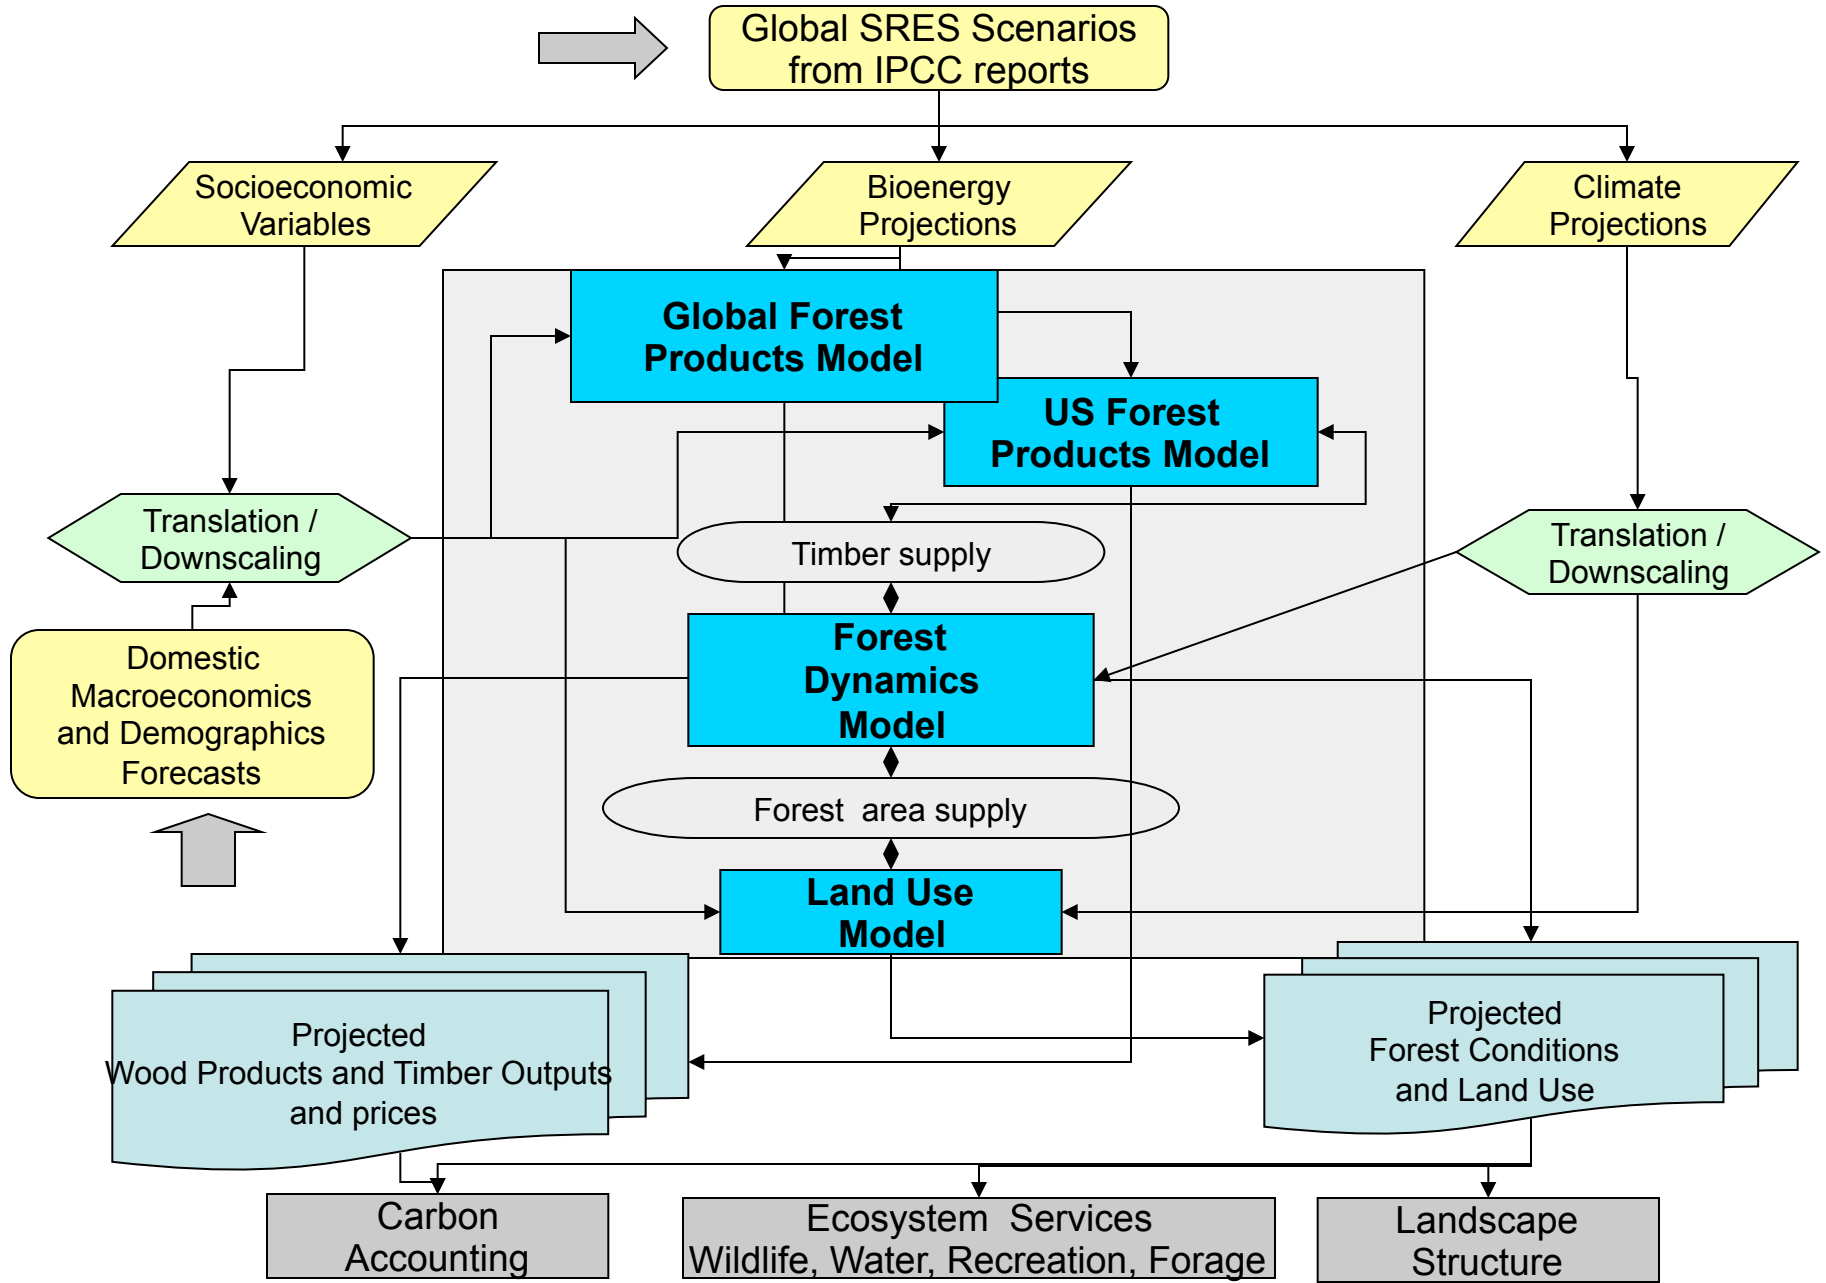 Global SRES Scenarios
from IPCC reports
Socioeconomic
Variables
Bioenergy
Projections
Climate
Projections
Global Forest
Products Model
US Forest
Products Model
Translation /
Downscaling
Timber supply
Translation /
Downscaling
Forest
Dynamics
Model
Domestic
Macroeconomics
and Demographics
Forecasts
Forest area supply
Land Use
Model
Projected
Wood Products and Timber Outputs
and prices
Projected
Forest Conditions
and Land Use
Carbon
Accounting
Ecosystem Services
Wildlife, Water, Recreation, Forage
Landscape
Structure